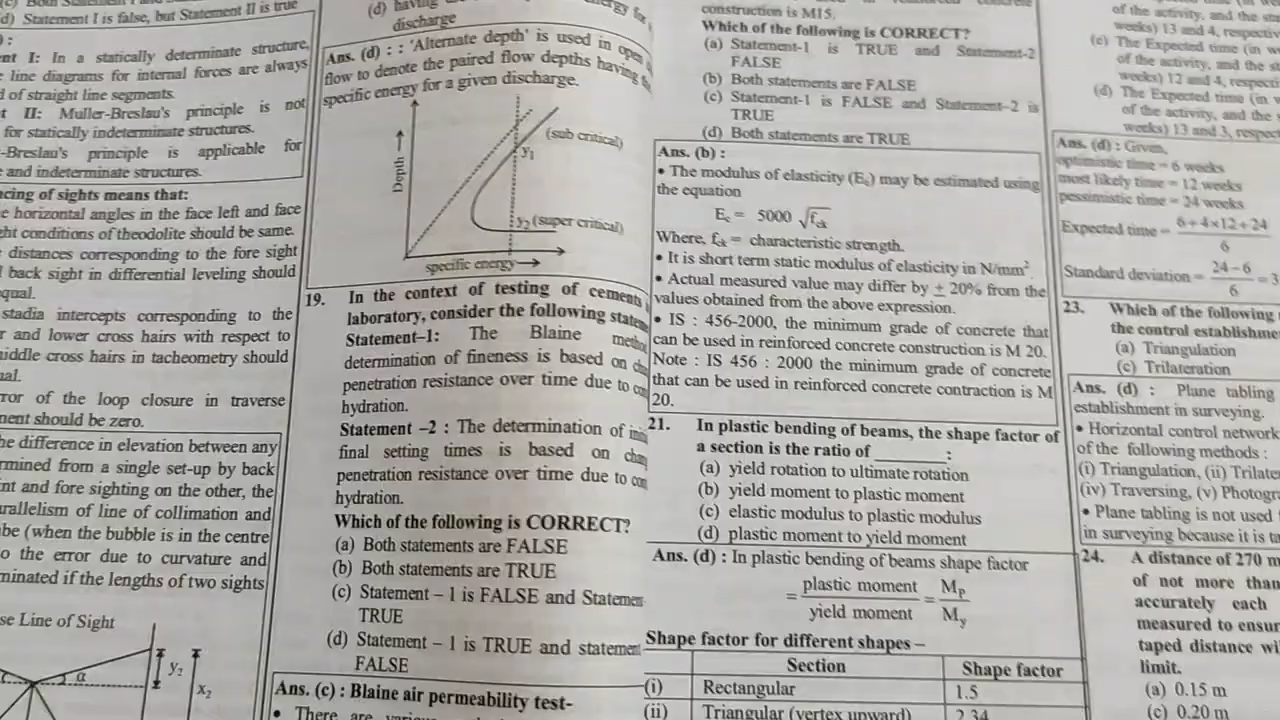 d) Statement I is false, but Statement II is true
nt I: In a statically determinate structure,
line diagrams for internal forces are always
d of straight line segments.
II: Muller-Breslau's principle is not
for statically indeterminate structures.
-Breslau's principle is applicable for
and indeterminate structures.
cing of sights means that:
e horizontal angles in the face left and face
ht conditions of theodolite should be same.
distances corresponding to the fore sight
back sight in differential leveling should
qual.
stadia intercepts corresponding to the
r and lower cross hairs with respect to
iddle cross hairs in tacheometry should
al.
ror of the loop closure in traverse
ment should be zero.
he difference in elevation between any
rmined from a single set-up by back
nt and fore sighting on the other, the
arallelism of line of collimation and
be (when the bubble is in the centre
o the error due to curvature and
minated if the lengths of two sights
se Line of Sight
α
y₂
x₂
(d) having
discharge
Ans. (d) : : 'Alternate depth' is used in open
flow to denote the paired flow depths having
specific energy for a given discharge.
Depth
(sub critical)
y₁
y₂ (super critical)
specific energy
19. In the context of testing of cements
laboratory, consider the following
Statement–1: The Blaine
determination of fineness is based on
penetration resistance over time due to
hydration.
Statement –2 : The determination of
final setting times is based on
penetration resistance over time due to
hydration.
Which of the following is CORRECT?
(a) Both statements are FALSE
(b) Both statements are TRUE
(c) Statement – 1 is FALSE and
TRUE
(d) Statement – 1 is TRUE and statement
FALSE
Ans. (c) : Blaine air permeability test-
• There are
construction is M15.
Which of the following is CORRECT?
(a) Statement-1 is TRUE and Statement-2
FALSE
(b) Both statements are FALSE
(c) Statement-1 is FALSE and Statement–2 is
TRUE
(d) Both statements are TRUE
Ans. (b) :
• The modulus of elasticity (Ec) may be estimated using
the equation
Ec = 5000 √fck
Where, fck = characteristic strength.
• It is short term static modulus of elasticity in N/mm².
• Actual measured value may differ by ± 20% from the
values obtained from the above expression.
• IS : 456-2000, the minimum grade of concrete that
can be used in reinforced concrete construction is M 20.
Note : IS 456 : 2000 the minimum grade of concrete
that can be used in reinforced concrete contraction is M
20.
21. In plastic bending of beams, the shape factor of
a section is the ratio of ________ :
(a) yield rotation to ultimate rotation
(b) yield moment to plastic moment
(c) elastic modulus to plastic modulus
(d) plastic moment to yield moment
Ans. (d) : In plastic bending of beams shape factor
= plastic moment / yield moment = Mp / My
Shape factor for different shapes –
Section Shape factor
(i) Rectangular 1.5
(ii) Triangular (vertex upward) 2.34
of the activity, and the
weeks) 13 and 4,
(c) The Expected time (in
of the activity, and the
weeks) 12 and 4,
(d) The Expected time (in
of the activity, and the
weeks) 13 and 3,
Ans. (d) : Given,
optimistic time = 6 weeks
most likely time = 12 weeks
pessimistic time = 24 weeks
Expected time = 6+4×12+24 / 6
Standard deviation = 24–6 / 6 = 3
23. Which of the following
the control
(a) Triangulation
(c) Trilateration
Ans. (d) : Plane tabling
establishment in surveying.
• Horizontal control network
of the following methods :
(i) Triangulation, (ii)
(iv) Traversing, (v)
• Plane tabling is not used
in surveying because it is
24. A distance of 270 m
of not more than
accurately each
measured to
taped distance
limit.
(a) 0.15 m
(c) 0.20 m